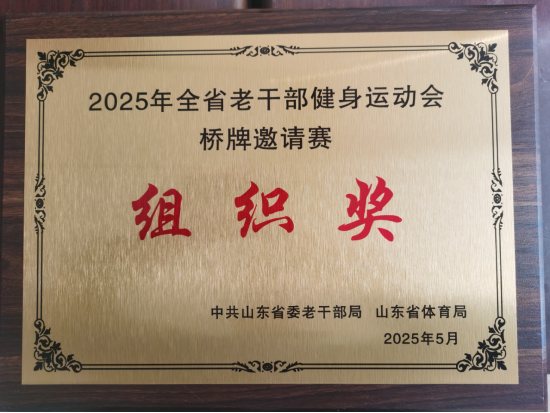 2025年全省老干部健身运动会
桥牌邀请赛
组织奖
中共山东省委老干部局 山东省体育局
2025年5月